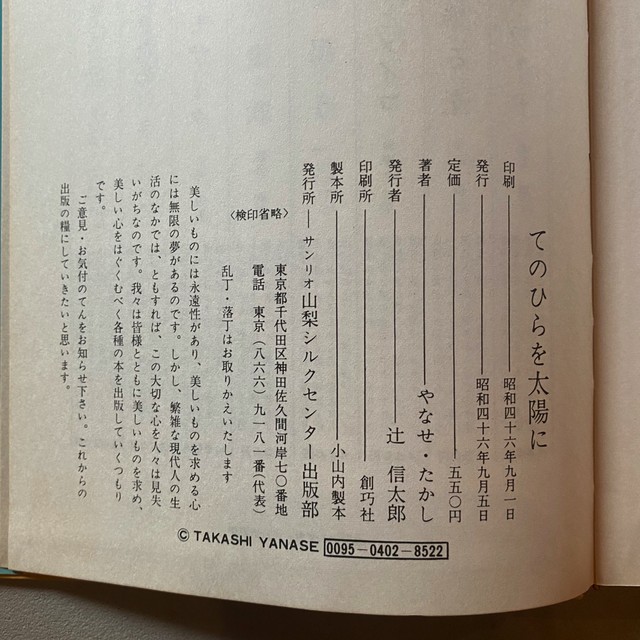 てのひらを太陽に
印刷――昭和四十六年九月一日
発行――昭和四十六年九月五日
定価――五五〇円
著者――やなせ・たかし
発行者――辻 信太郎
印刷所――創巧社
製本所――小山内製本
発行所――サンリオ山梨シルクセンター出版部
東京都千代田区神田佐久間河岸七〇番地
電話 東京(八六六)九一八一番(代表)
〈検印省略〉
乱丁・落丁はお取りかえいたします
美しいものには永遠性があり、美しいものを求める心
には無限の夢があるのです。しかし、繁雑な現代人の生
活のなかでは、ともすれば、この大切な心を人々は見失
いがちなのです。我々は皆様とともに美しいものを求め、
美しい心をはぐくむべく各種の本を出版していくつもり
です。
ご意見・お気付のてんをお知らせ下さい。これからの
出版の糧にしていきたいと思います。
© TAKASHI YANASE 0095-0402-8522